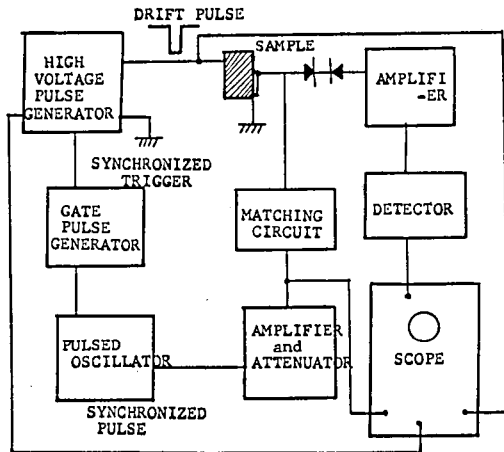 DRIFT PULSE
HIGH
VOLTAGE
PULSE
GENERATOR
SAMPLE
AMPLIFI
-ER
SYNCHRONIZED
TRIGGER
GATE
PULSE
GENERATOR
MATCHING
CIRCUIT
DETECTOR
PULSED
OSCILLATOR
AMPLIFIER
and
ATTENUATOR
SCOPE
SYNCHRONIZED
PULSE